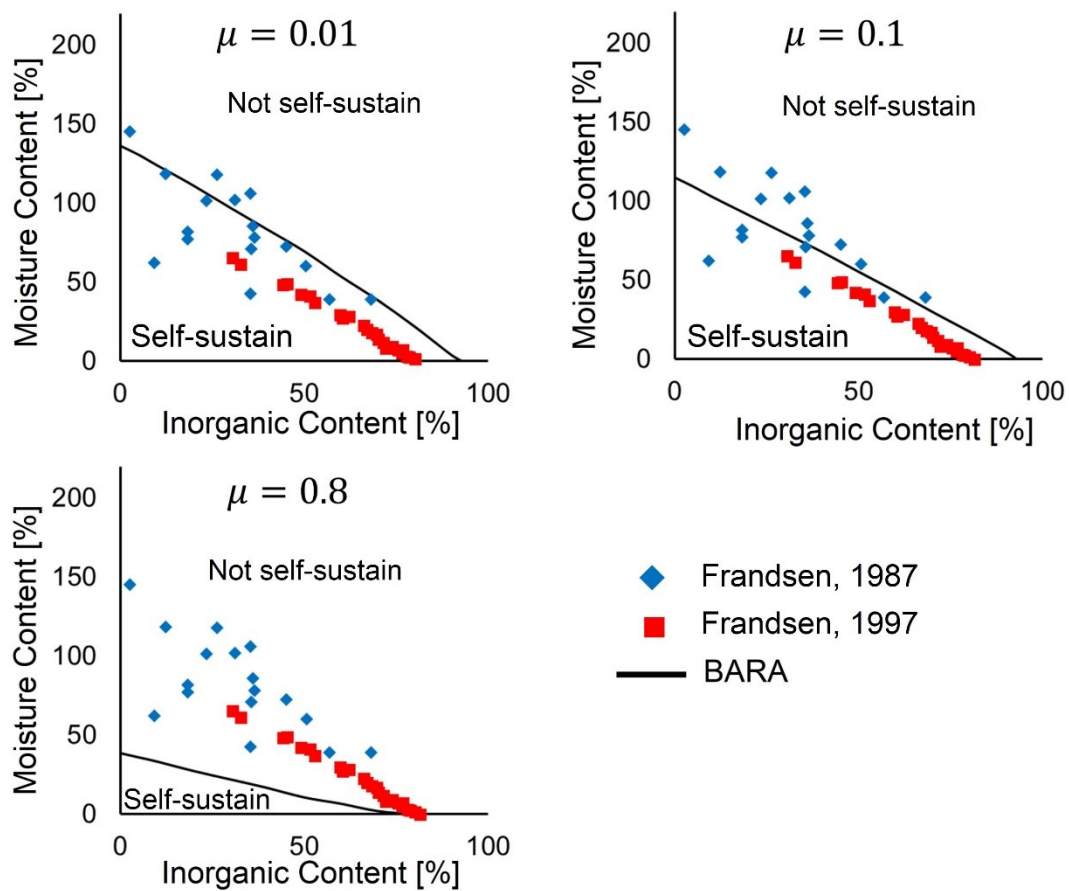 μ = 0.01
Moisture Content [%]
200
150
100
50
0
Not self-sustain
Self-sustain
0 50 100
Inorganic Content [%]
μ = 0.1
Moisture Content [%]
200
150
100
50
0
Not self-sustain
Self-sustain
0 50 100
Inorganic Content [%]
μ = 0.8
Moisture Content [%]
200
150
100
50
0
Not self-sustain
Self-sustain
0 50 100
Inorganic Content [%]
Frandsen, 1987
Frandsen, 1997
BARA